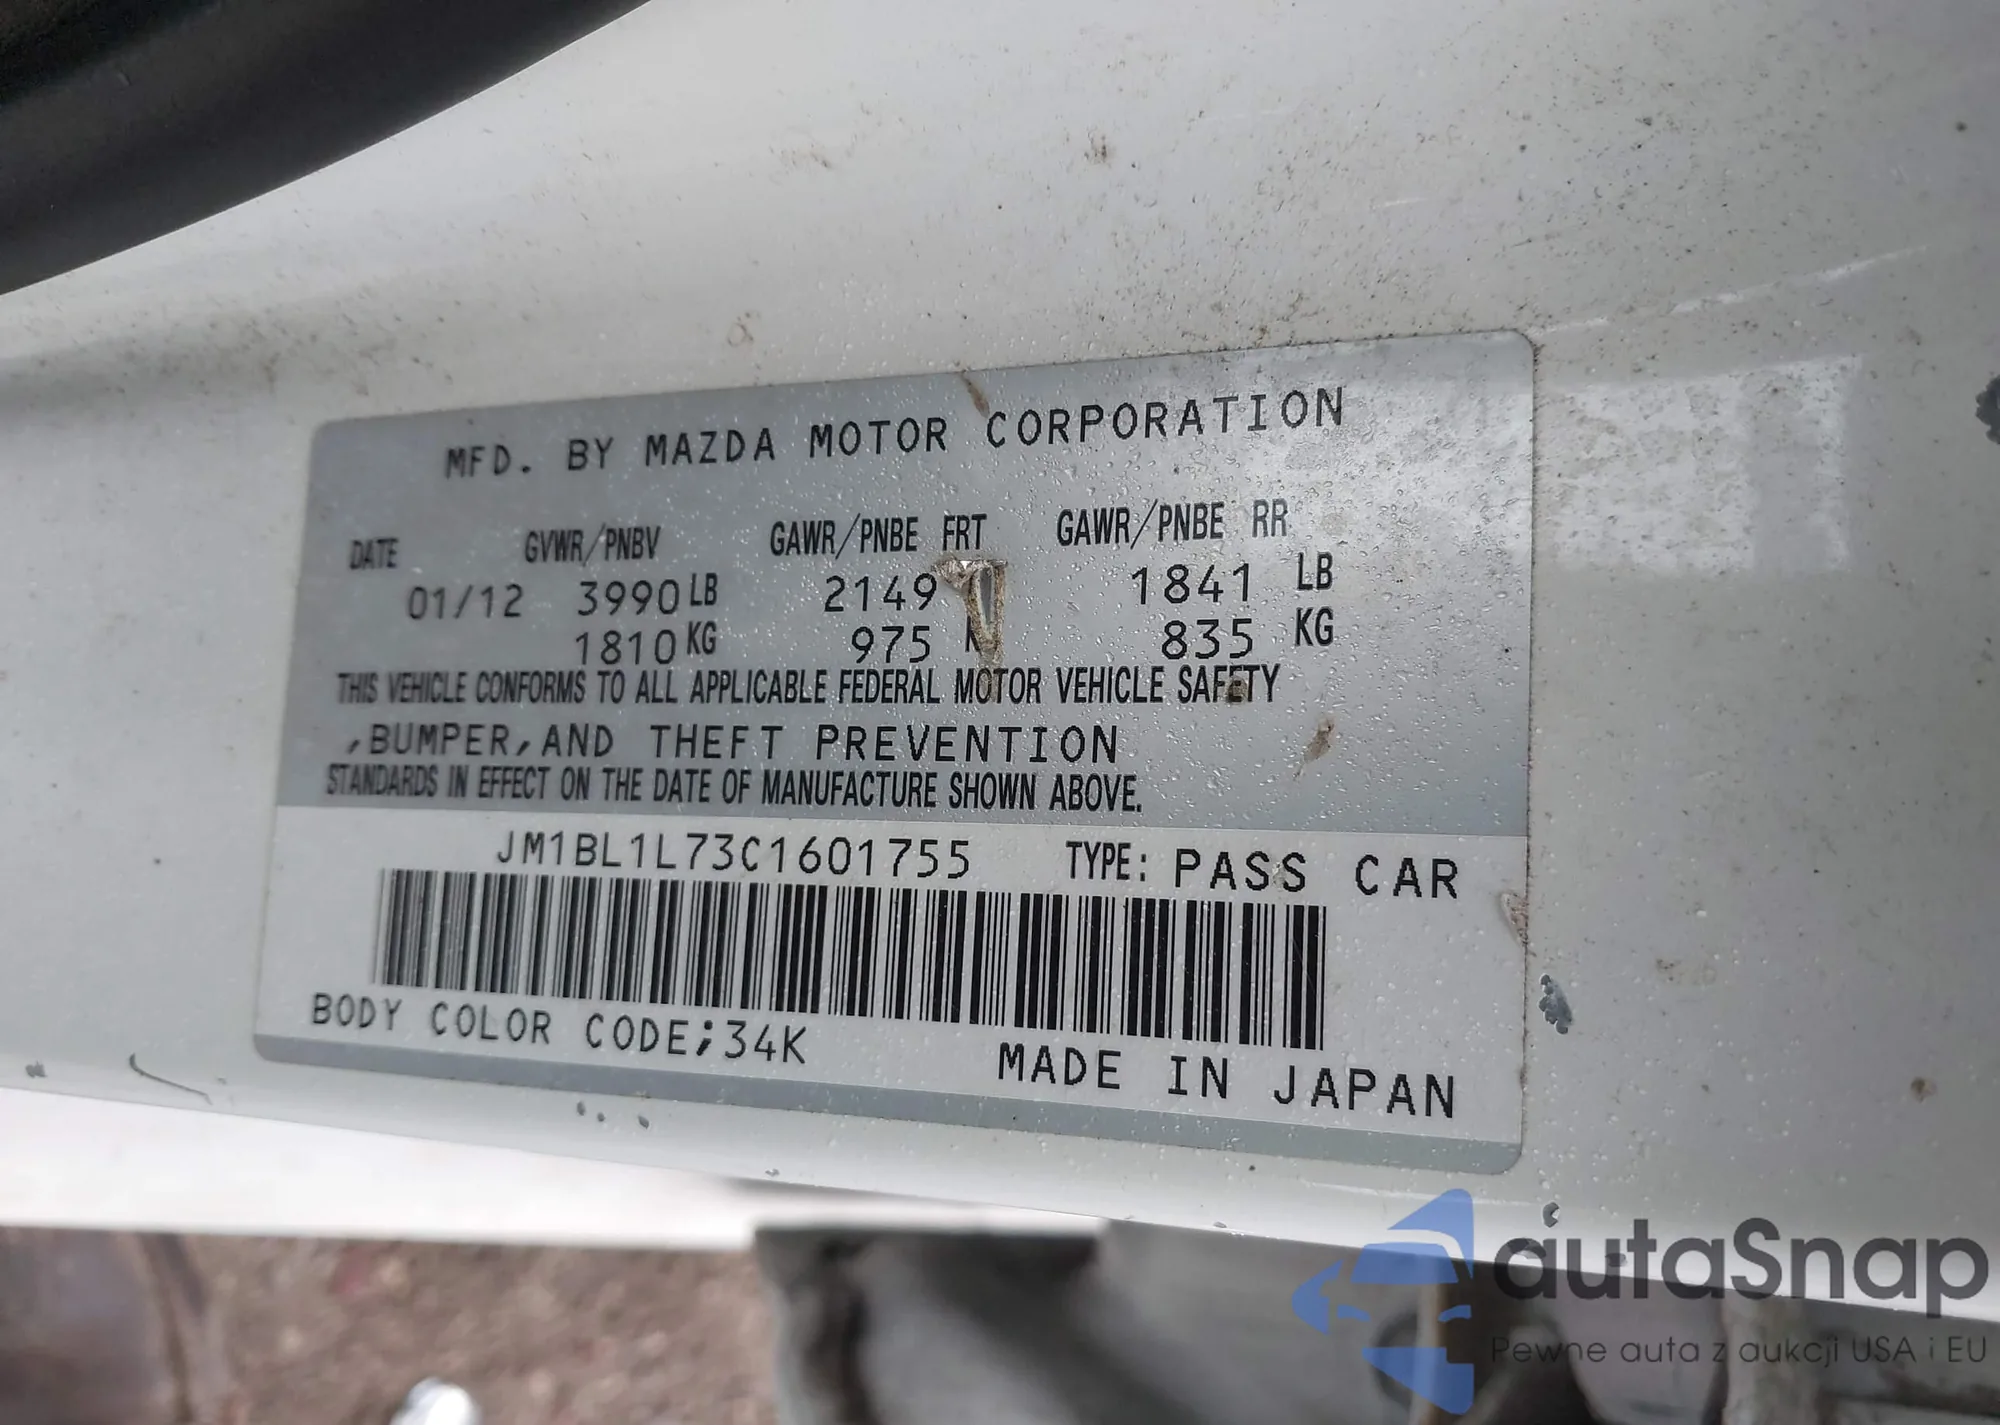 MFD. BY MAZDA MOTOR CORPORATION
DATE GVWR/PNBV GAWR/PNBE FRT GAWR/PNBE RR
01/12 3990 LB 2149 1841 LB
1810 KG 975 K 835 KG
THIS VEHICLE CONFORMS TO ALL APPLICABLE FEDERAL MOTOR VEHICLE SAFETY
,BUMPER,AND THEFT PREVENTION
STANDARDS IN EFFECT ON THE DATE OF MANUFACTURE SHOWN ABOVE.
JM1BL1L73C1601755 TYPE: PASS CAR
BODY COLOR CODE;34K
MADE IN JAPAN
autaSnap
Pewne auta z aukcji USA i EU